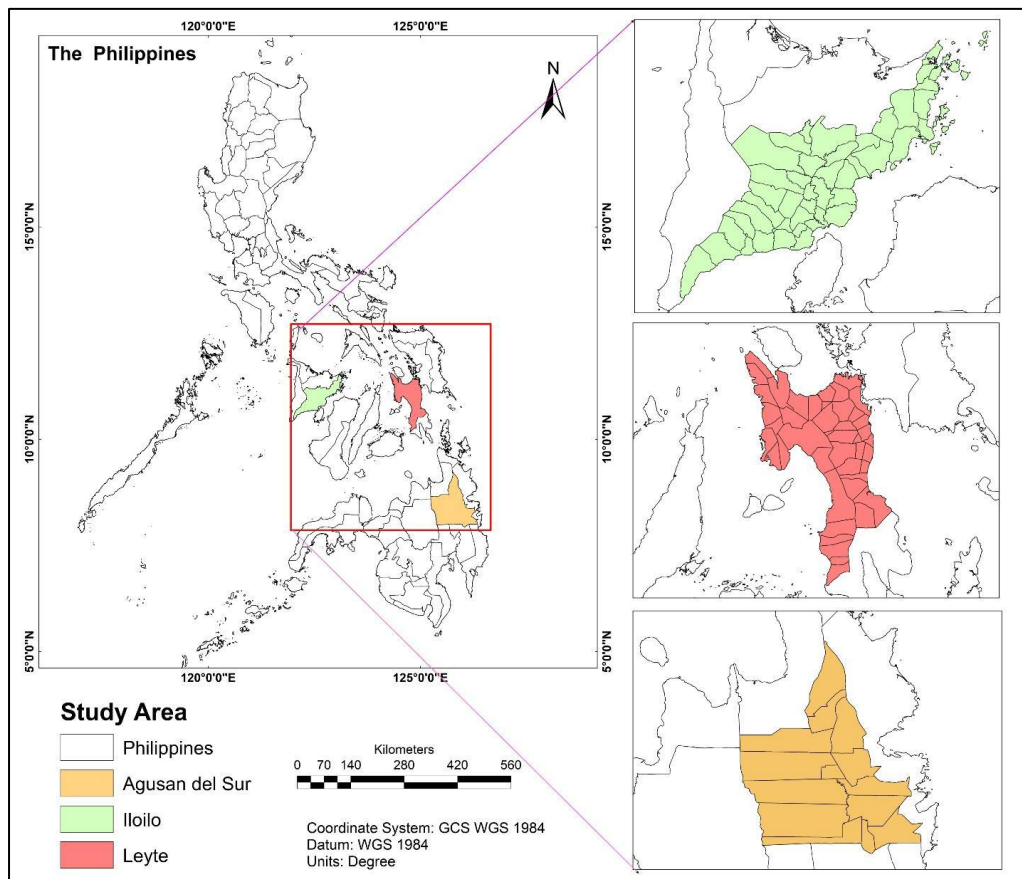 120°0'0"E 125°0'0"E
The Philippines
N
15°0'0"N 15°0'0"N
10°0'0"N 10°0'0"N
5°0'0"N 5°0'0"N
120°0'0"E 125°0'0"E
Study Area
Philippines
Agusan del Sur
Iloilo
Leyte
Kilometers
0 70 140 280 420 560
Coordinate System: GCS WGS 1984
Datum: WGS 1984
Units: Degree